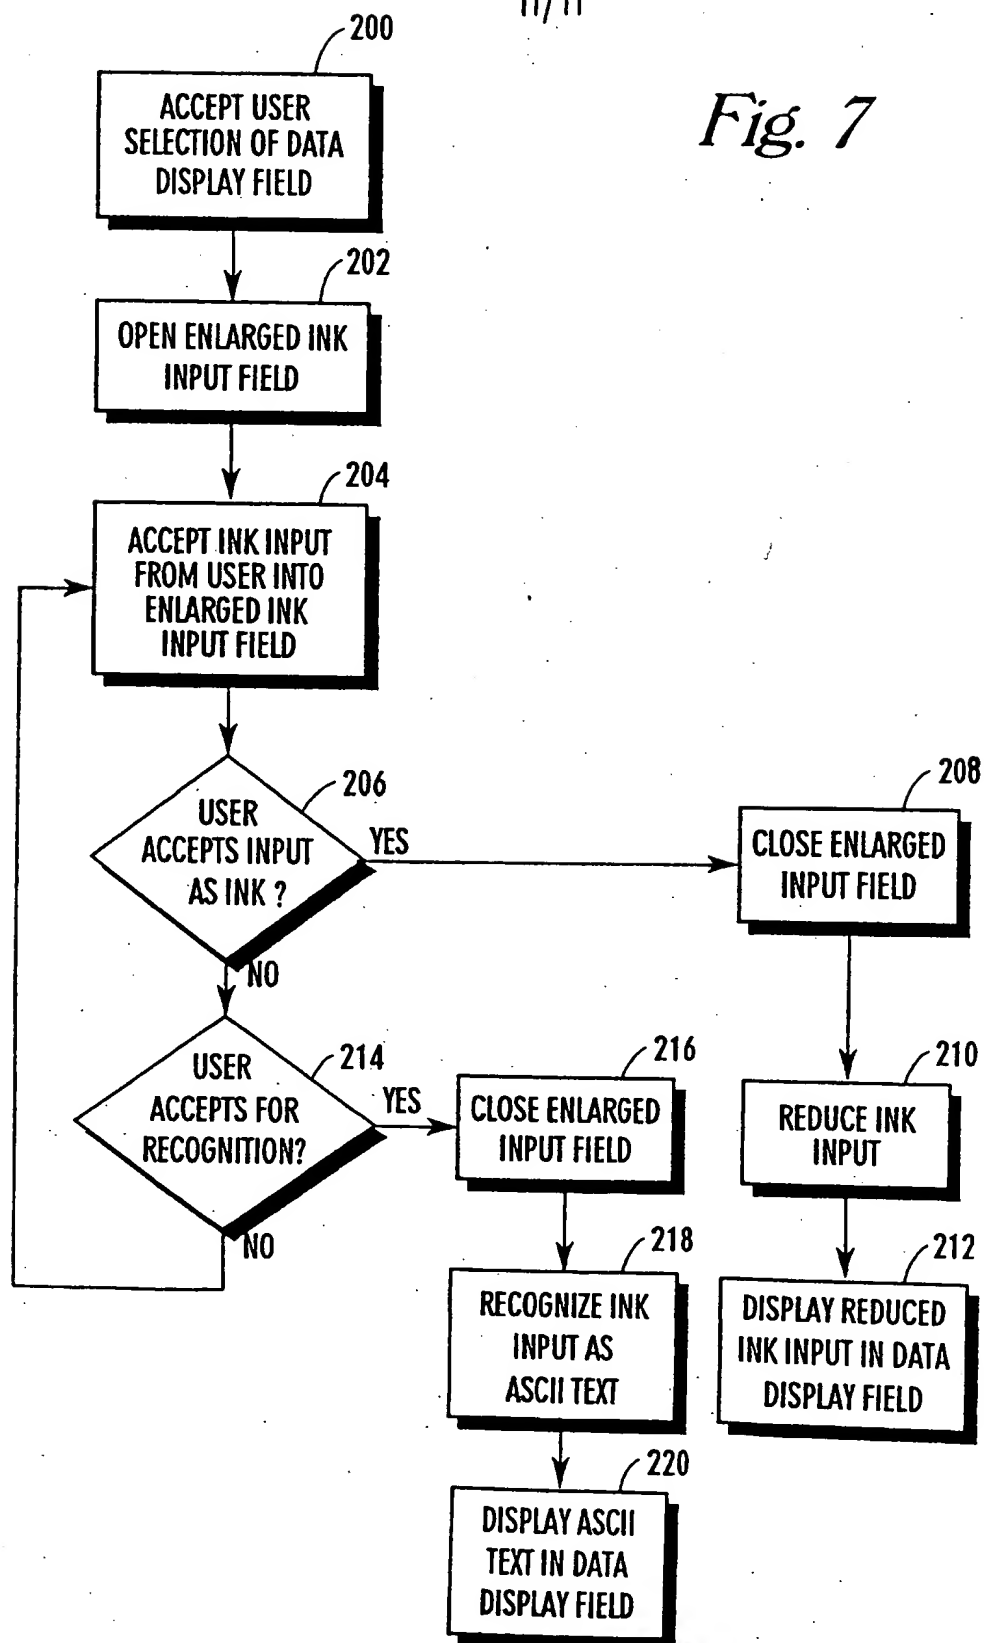 11/11
200
Fig. 7
ACCEPT USER
SELECTION OF DATA
DISPLAY FIELD
202
OPEN ENLARGED INK
INPUT FIELD
204
ACCEPT INK INPUT
FROM USER INTO
ENLARGED INK
INPUT FIELD
206
USER
ACCEPTS INPUT
AS INK ?
YES
NO
208
CLOSE ENLARGED
INPUT FIELD
210
REDUCE INK
INPUT
212
DISPLAY REDUCED
INK INPUT IN DATA
DISPLAY FIELD
214
USER
ACCEPTS FOR
RECOGNITION?
YES
NO
216
CLOSE ENLARGED
INPUT FIELD
218
RECOGNIZE INK
INPUT AS
ASCII TEXT
220
DISPLAY ASCII
TEXT IN DATA
DISPLAY FIELD